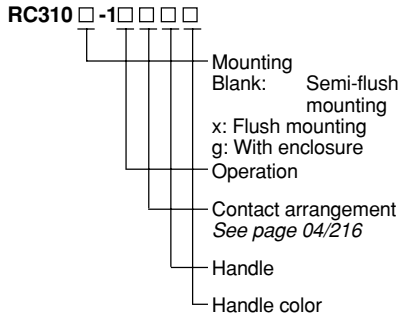 RC310□-1□□□□
Mounting
Blank: Semi-flush
mounting
x: Flush mounting
g: With enclosure
Operation
Contact arrangement
See page 04/216
Handle
Handle color